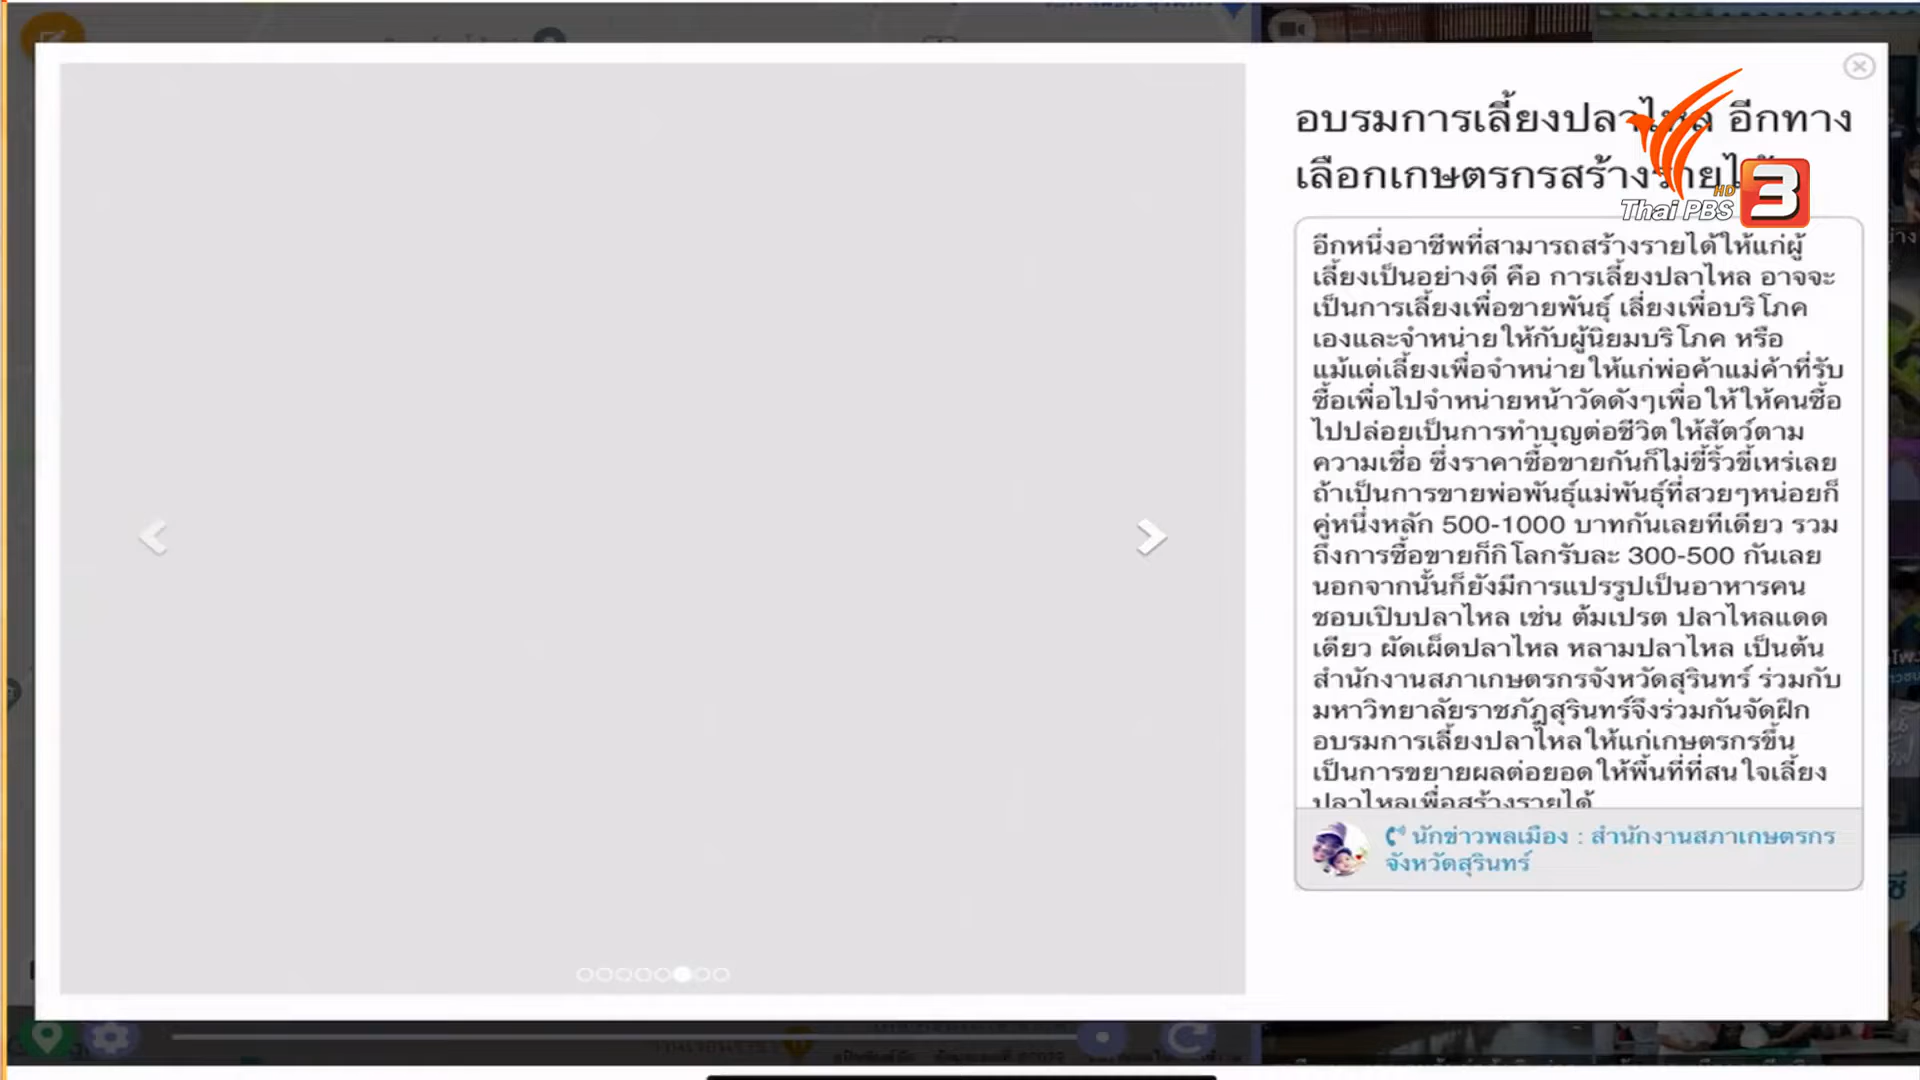 อบรมการเลี้ยงปลาไหล อีกทาง
เลือกเกษตรกรสร้างรายได้
HD
Thai PBS 3
อีกหนึ่งอาชีพที่สามารถสร้างรายได้ให้แก่ผู้
เลี้ยงเป็นอย่างดี คือ การเลี้ยงปลาไหล อาจจะ
เป็นการเลี้ยงเพื่อขายพันธุ์ เลี่ยงเพื่อบริโภค
เองและจำหน่ายให้กับผู้นิยมบริโภค หรือ
แม้แต่เลี้ยงเพื่อจำหน่ายให้แก่พ่อค้าแม่ค้าที่รับ
ซื้อเพื่อไปจำหน่ายหน้าวัดดังๆเพื่อให้ให้คนซื้อ
ไปปล่อยเป็นการทำบุญต่อชีวิตให้สัตว์ตาม
ความเชื่อ ซึ่งราคาซื้อขายกันก็ไม่ขี้ริ้วขี้เหร่เลย
ถ้าเป็นการขายพ่อพันธุ์แม่พันธุ์ที่สวยๆหน่อยก็
คู่หนึ่งหลัก 500-1000 บาทกันเลยทีเดียว รวม
ถึงการซื้อขายก็กิโลกรับละ 300-500 กันเลย
นอกจากนั้นก็ยังมีการแปรรูปเป็นอาหารคน
ชอบเปิบปลาไหล เช่น ต้มเปรต ปลาไหลแดด
เดียว ผัดเผ็ดปลาไหล หลามปลาไหล เป็นต้น
สำนักงานสภาเกษตรกรจังหวัดสุรินทร์ ร่วมกับ
มหาวิทยาลัยราชภัฏสุรินทร์จึงร่วมกันจัดฝึก
อบรมการเลี้ยงปลาไหลให้แก่เกษตรกรขึ้น
เป็นการขยายผลต่อยอดให้พื้นที่ที่สนใจเลี้ยง
ปลาไหลเพื่อสร้างรายได้
นักข่าวพลเมือง : สำนักงานสภาเกษตรกร
จังหวัดสุรินทร์